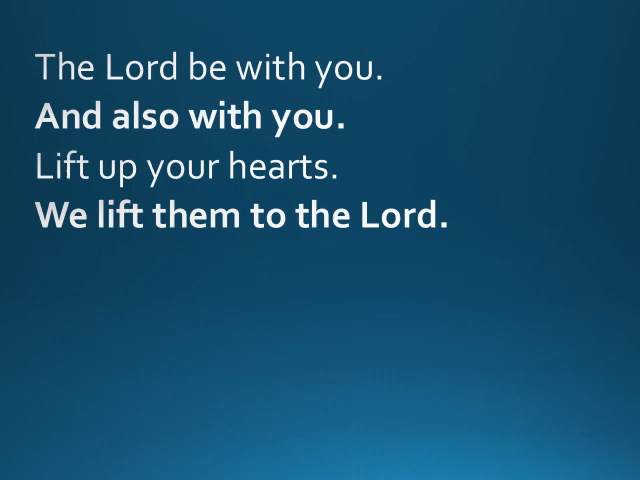 The Lord be with you.
And also with you.
Lift up your hearts.
We lift them to the Lord.